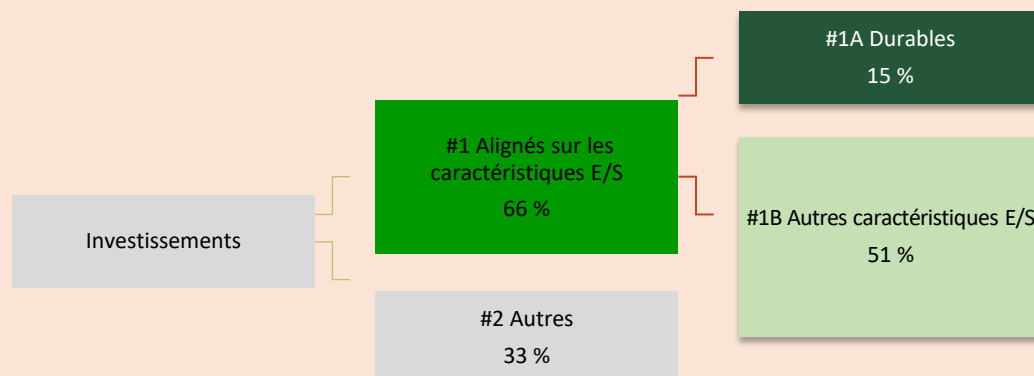 Investissements
#1 Alignés sur les
caractéristiques E/S
66 %
#2 Autres
33 %
#1A Durables
15 %
#1B Autres caractéristiques E/S
51 %